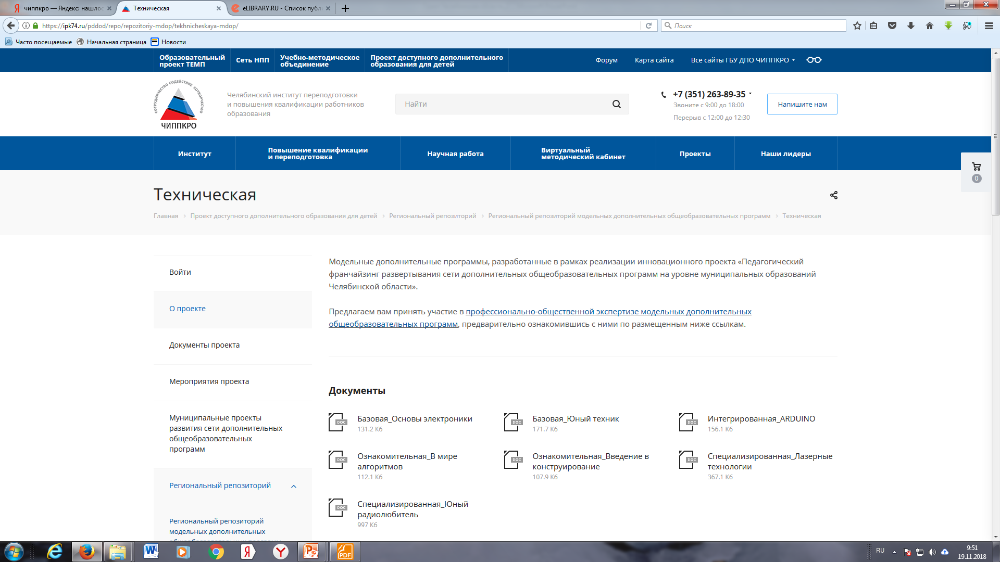 чиппкро — Яндекс: нашлос
Техническая
eLIBRARY.RU - Список публ
https://ipk74.ru/pddod/repo/repozitoriy-mdop/tekhnicheskaya-mdop/
Поиск
Часто посещаемые
Начальная страница
Новости
Образовательный
проект ТЕМП
Сеть НПП
Учебно-методическое
объединение
Проект доступного дополнительного
образования для детей
Форум
Карта сайта
Все сайты ГБУ ДПО ЧИППКРО
СОТРУДНИЧЕСТВО СОДЕЙСТВИЕ СОТВОРЧЕСТВО
ЧИППКРО
Челябинский институт переподготовки
и повышения квалификации работников
образования
Найти
+7 (351) 263-89-35
Звоните с 9:00 до 18:00
Перерыв с 12:00 до 12:30
Напишите нам
Институт
Повышение квалификации
и переподготовка
Научная работа
Виртуальный
методический кабинет
Проекты
Наши лидеры
0
Техническая
Главная
Проект доступного дополнительного образования для детей
Региональный репозиторий
Региональный репозиторий модельных дополнительных общеобразовательных программ
Техническая
Войти
О проекте
Документы проекта
Мероприятия проекта
Муниципальные проекты
развития сети дополнительных
общеобразовательных
программ
Региональный репозиторий
Региональный репозиторий
модельных дополнительных
общеобразовательных программ
Модельные дополнительные программы, разработанные в рамках реализации инновационного проекта «Педагогический
франчайзинг развертывания сети дополнительных общеобразовательных программ на уровне муниципальных образований
Челябинской области».
Предлагаем вам принять участие в профессионально-общественной экспертизе модельных дополнительных
общеобразовательных программ, предварительно ознакомившись с ними по размещенным ниже ссылкам.
Документы
DOC
Базовая_Основы электроники
131.2 Кб
DOC
Базовая_Юный техник
171.7 Кб
DOC
Интегрированная_ARDUINO
156.1 Кб
DOC
Ознакомительная_В мире
алгоритмов
112.1 Кб
DOC
Ознакомительная_Введение в
конструирование
107.9 Кб
DOC
Специализированная_Лазерные
технологии
367.1 Кб
DOC
Специализированная_Юный
радиолюбитель
997 Кб
PDF
RU
9:51
19.11.2018